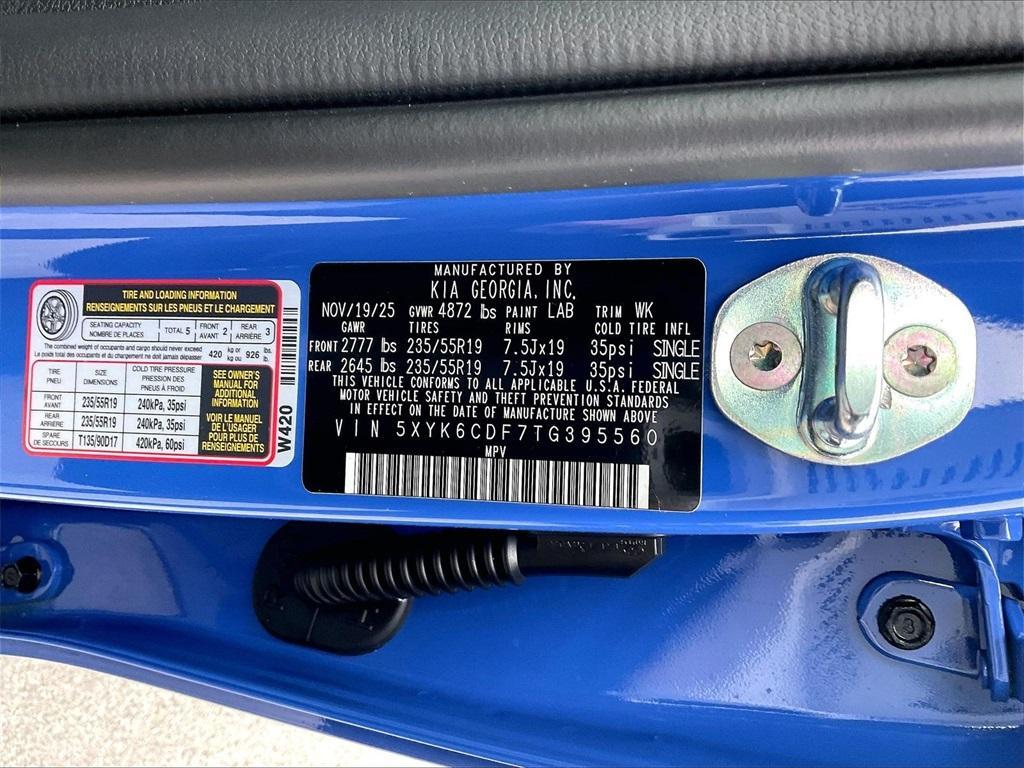 TIRE AND LOADING INFORMATION
RENSEIGNEMENTS SUR LES PNEUS ET LE CHARGEMENT
SEATING CAPACITY
NOMBRE DE PLACES
TOTAL 5
FRONT
AVANT 2
REAR
ARRIÈRE 3
The combined weight of occupants and cargo should never exceed 420 kg or 926 lbs.
Le poids total des occupants et du chargement ne doit jamais dépasser 420 kg ou 926 lb.
TIRE
PNEU
SIZE
DIMENSIONS
COLD TIRE PRESSURE
PRESSION DES
PNEUS À FROID
FRONT
AVANT 235/55R19 240kPa, 35psi
REAR
ARRIÈRE 235/55R19 240kPa, 35psi
SPARE
DE SECOURS T135/90D17 420kPa, 60psi
SEE OWNER'S
MANUAL FOR
ADDITIONAL
INFORMATION
VOIR LE MANUEL
DE L'USAGER
POUR PLUS DE
RENSEIGNEMENTS
W420
MANUFACTURED BY
KIA GEORGIA, INC.
NOV/19/25 GVWR 4872 lbs PAINT LAB TRIM WK
GAWR TIRES RIMS COLD TIRE INFL
FRONT 2777 lbs 235/55R19 7.5Jx19 35psi SINGLE
REAR 2645 lbs 235/55R19 7.5Jx19 35psi SINGLE
THIS VEHICLE CONFORMS TO ALL APPLICABLE U.S.A. FEDERAL
MOTOR VEHICLE SAFETY AND THEFT PREVENTION STANDARDS
IN EFFECT ON THE DATE OF MANUFACTURE SHOWN ABOVE
VIN 5XYK6CDF7TG395560
MPV
8